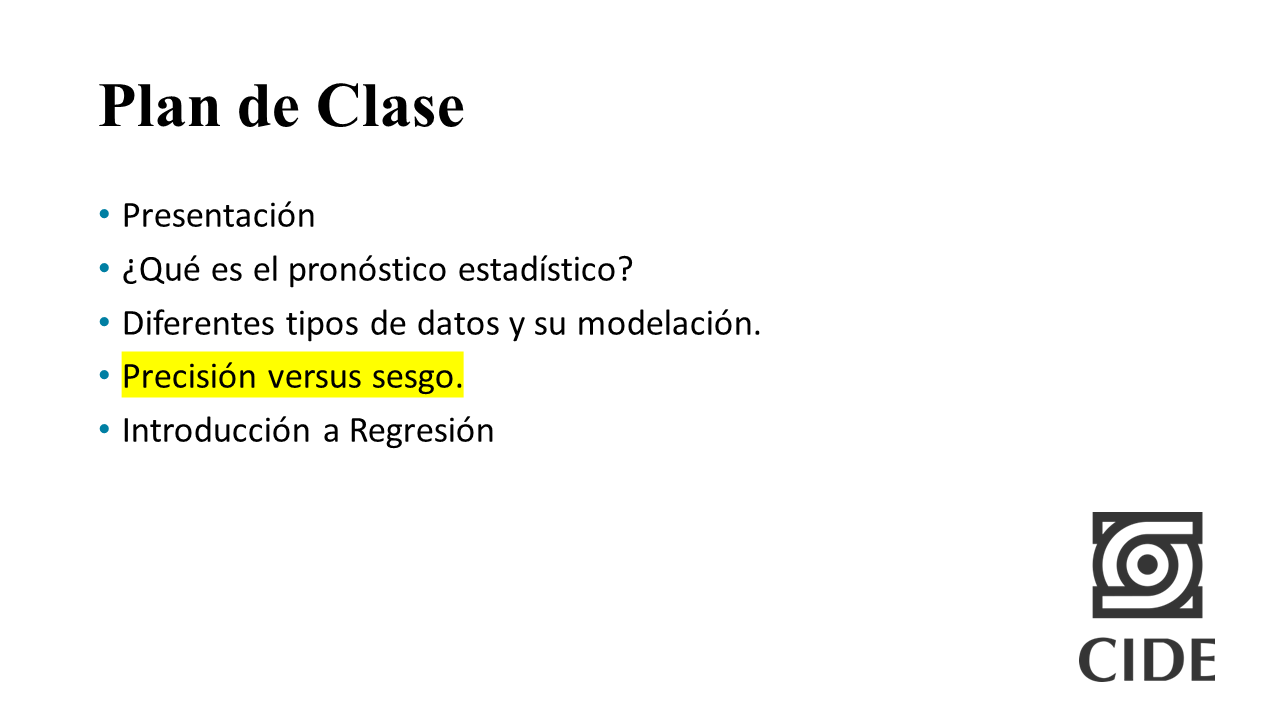 Plan de Clase
• Presentación
• ¿Qué es el pronóstico estadístico?
• Diferentes tipos de datos y su modelación.
• Precisión versus sesgo.
• Introducción a Regresión
CIDE